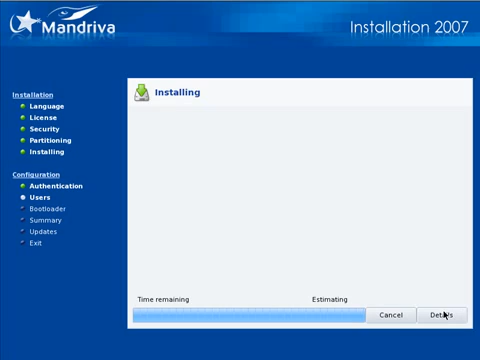 Mandriva
Installation 2007
Installation
Language
License
Security
Partitioning
Installing
Configuration
Authentication
Users
Bootloader
Summary
Updates
Exit
Installing
Time remaining
Estimating
Cancel
Details